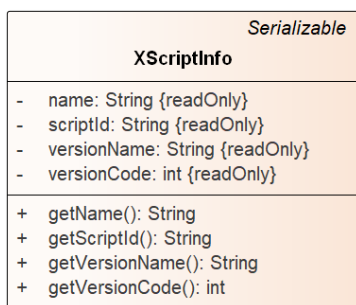 Serializable
XScriptInfo
- name: String {readOnly}
- scriptId: String {readOnly}
- versionName: String {readOnly}
- versionCode: int {readOnly}
+ getName(): String
+ getScriptId(): String
+ getVersionName(): String
+ getVersionCode(): int